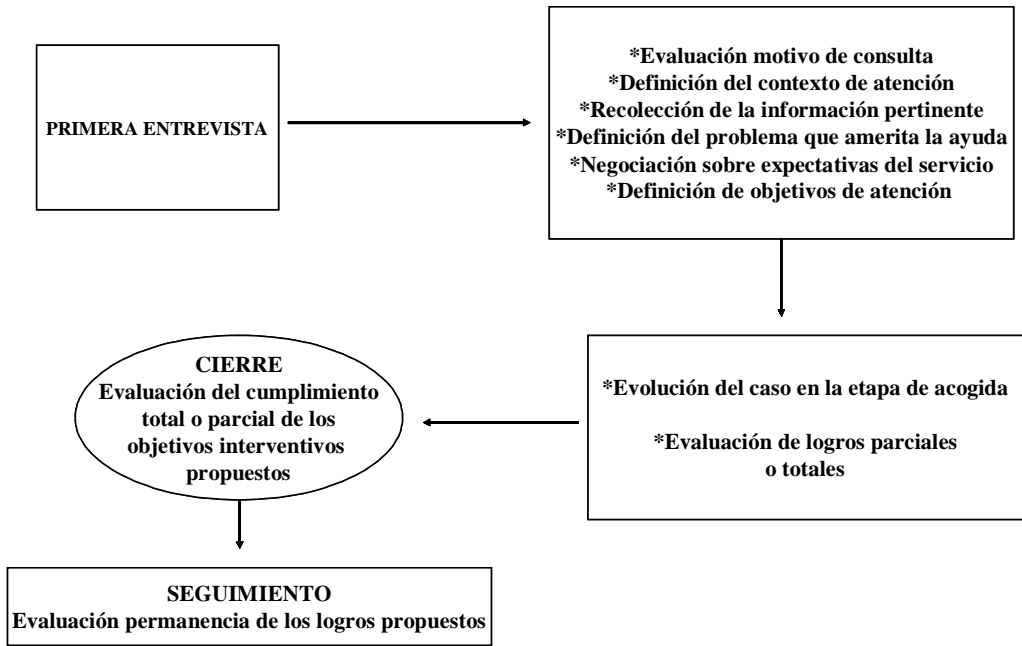 PRIMERA ENTREVISTA
*Evaluación motivo de consulta
*Definición del contexto de atención
*Recolección de la información pertinente
*Definición del problema que amerita la ayuda
*Negociación sobre expectativas del servicio
*Definición de objetivos de atención
*Evolución del caso en la etapa de acogida
*Evaluación de logros parciales
o totales
CIERRE
Evaluación del cumplimiento
total o parcial de los
objetivos interventivos
propuestos
SEGUIMIENTO
Evaluación permanencia de los logros propuestos